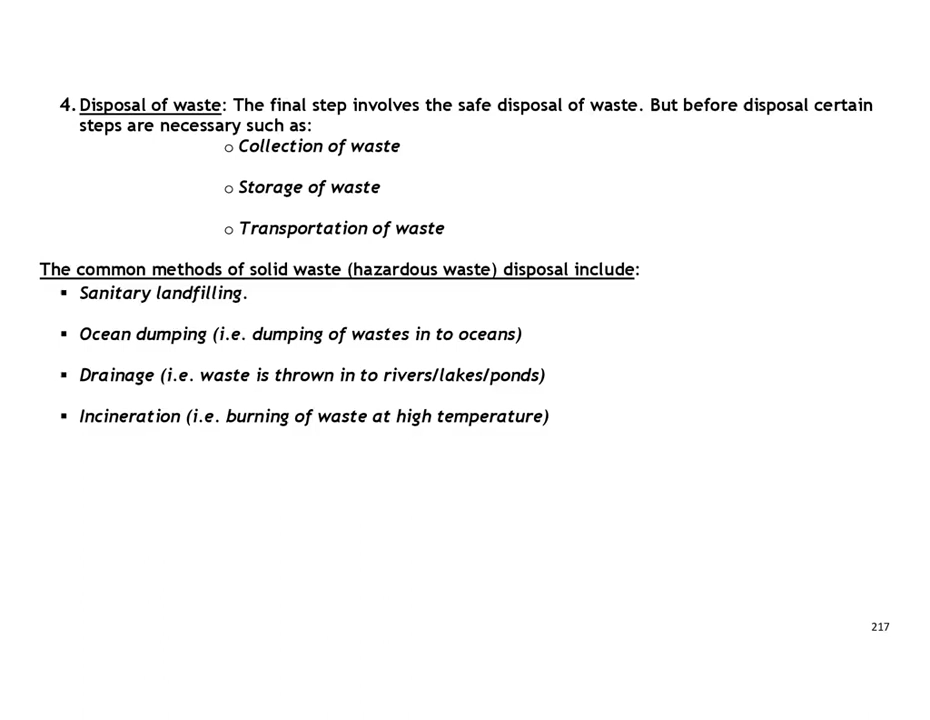 4. Disposal of waste: The final step involves the safe disposal of waste. But before disposal certain
steps are necessary such as:
o Collection of waste
o Storage of waste
o Transportation of waste
The common methods of solid waste (hazardous waste) disposal include:
▪ Sanitary landfilling.
▪ Ocean dumping (i.e. dumping of wastes in to oceans)
▪ Drainage (i.e. waste is thrown in to rivers/lakes/ponds)
▪ Incineration (i.e. burning of waste at high temperature)
217